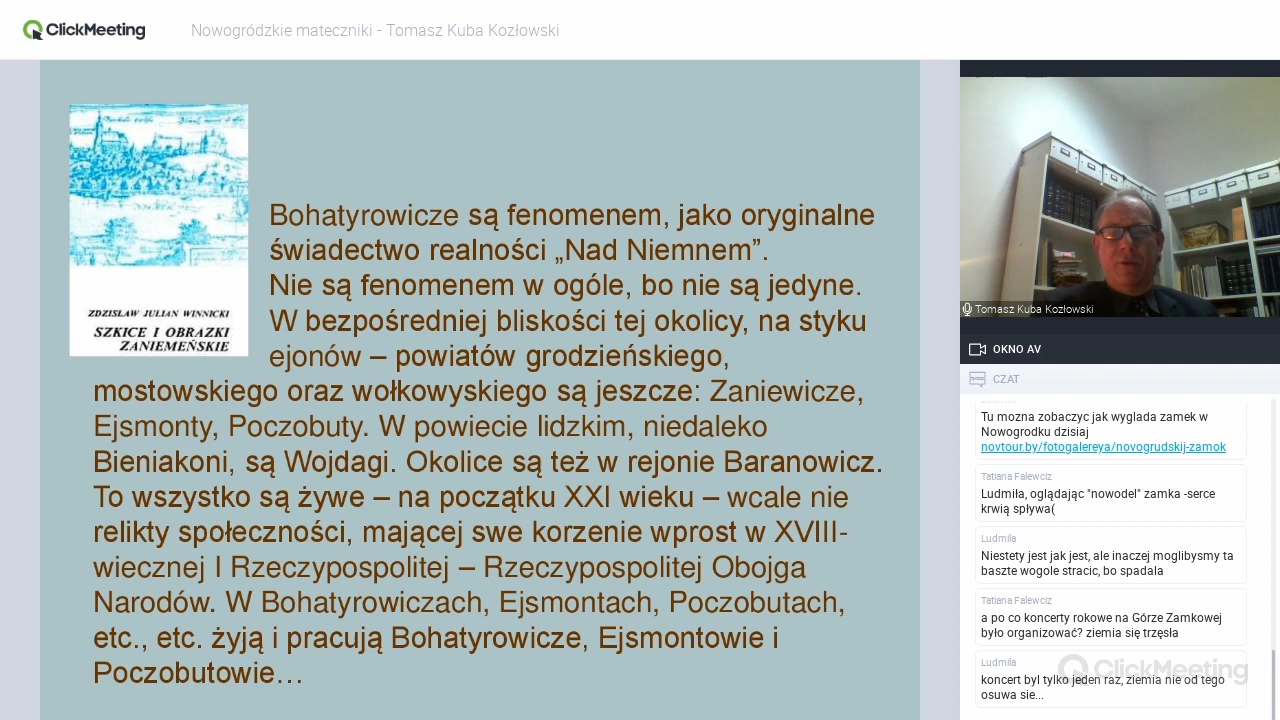 ClickMeeting
Nowogródzkie mateczniki - Tomasz Kuba Kozłowski
ZDZISŁAW JULIAN WINNICKI
SZKICE I OBRAZKI
ZANIEMEŃSKIE
Bohatyrowicze są fenomenem, jako oryginalne
świadectwo realności „Nad Niemnem”.
Nie są fenomenem w ogóle, bo nie są jedyne.
W bezpośredniej bliskości tej okolicy, na styku
ejonów – powiatów grodzieńskiego,
mostowskiego oraz wołkowyskiego są jeszcze: Zaniewicze,
Ejsmonty, Poczobuty. W powiecie lidzkim, niedaleko
Bieniakoni, są Wojdagi. Okolice są też w rejonie Baranowicz.
To wszystko są żywe – na początku XXI wieku – wcale nie
relikty społeczności, mającej swe korzenie wprost w XVIII-
wiecznej I Rzeczypospolitej – Rzeczypospolitej Obojga
Narodów. W Bohatyrowiczach, Ejsmontach, Poczobutach,
etc., etc. żyją i pracują Bohatyrowicze, Ejsmontowie i
Poczobutowie…
Tomasz Kuba Kozłowski
OKNO AV
CZAT
Tu mozna zobaczyc jak wyglada zamek w
Nowogrodku dzisiaj
novtour.by/fotogalereya/novogrudskij-zamok
Tatiana Falewciz
Ludmiła, oglądając "nowodel" zamka -serce
krwią spływa(
Ludmila
Niestety jest jak jest, ale inaczej moglibysmy ta
baszte wogole stracic, bo spadala
Tatiana Falewciz
a po co koncerty rokowe na Górze Zamkowej
było organizować? ziemia się trzęsła
Ludmila
koncert byl tylko jeden raz, ziemia nie od tego
osuwa sie...
ClickMeeting